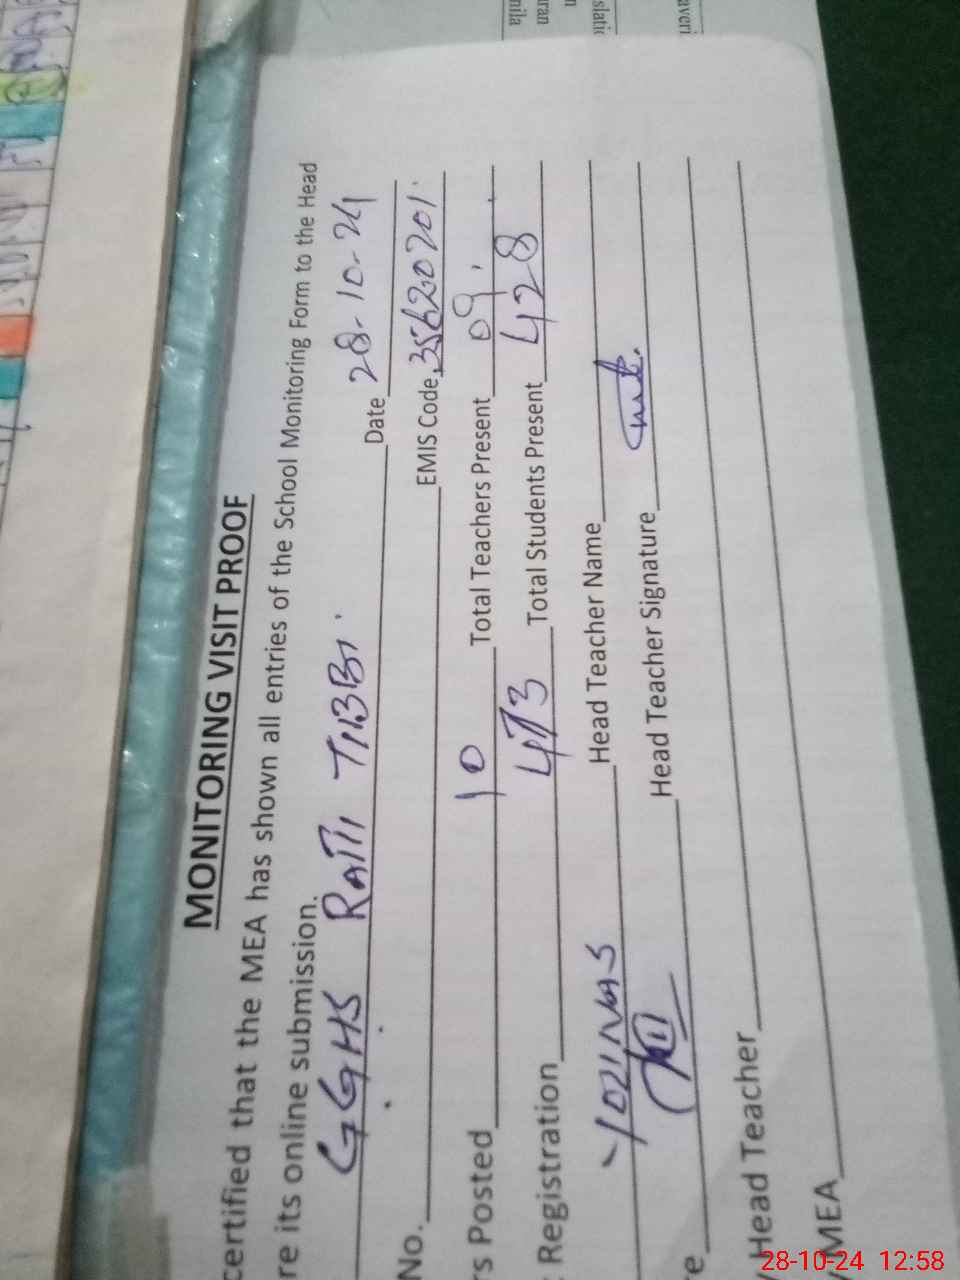 MONITORING VISIT PROOF
certified that the MEA has shown all entries of the School Monitoring Form to the Head
re its online submission.
GGHS RATTI TIBBI Date 28-10-24
No. EMIS Code 35620201
rs Posted 10 Total Teachers Present 09
Registration 473 Total Students Present 428
YOUNAS Head Teacher Name
re Head Teacher Signature
Head Teacher
MEA
28-10-24 12:58